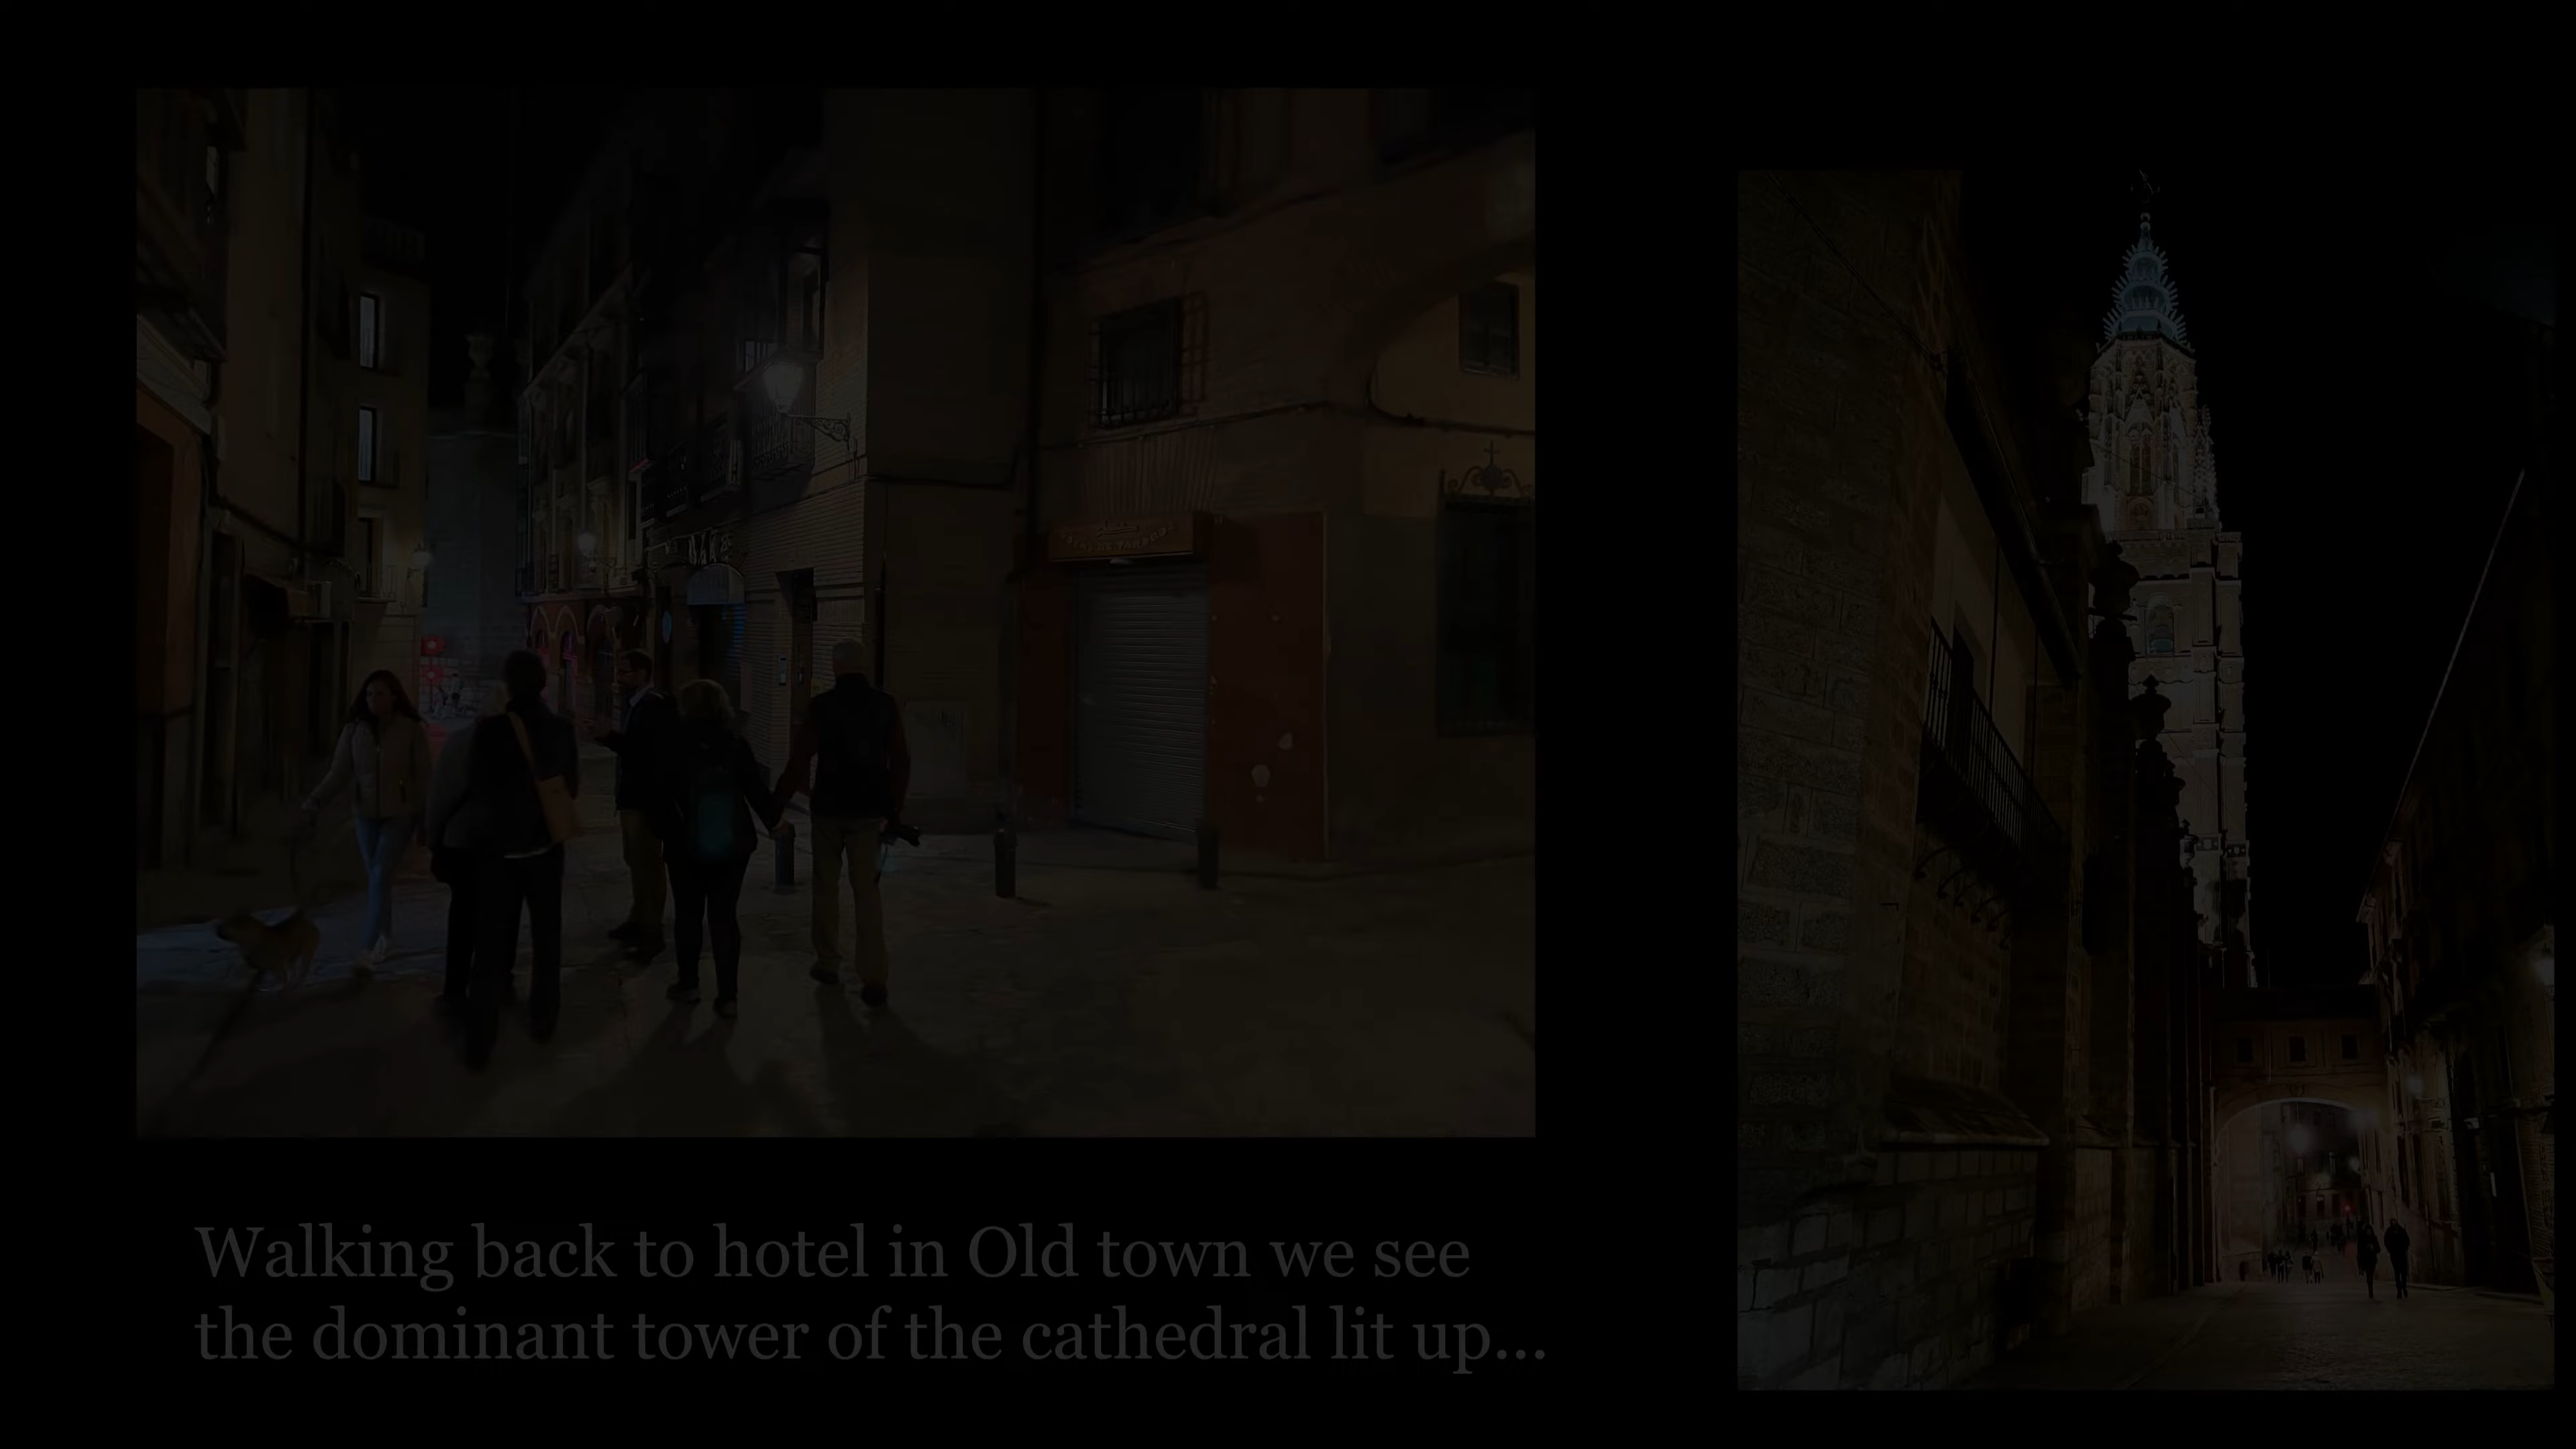 Walking back to hotel in Old town we see
the dominant tower of the cathedral lit up...